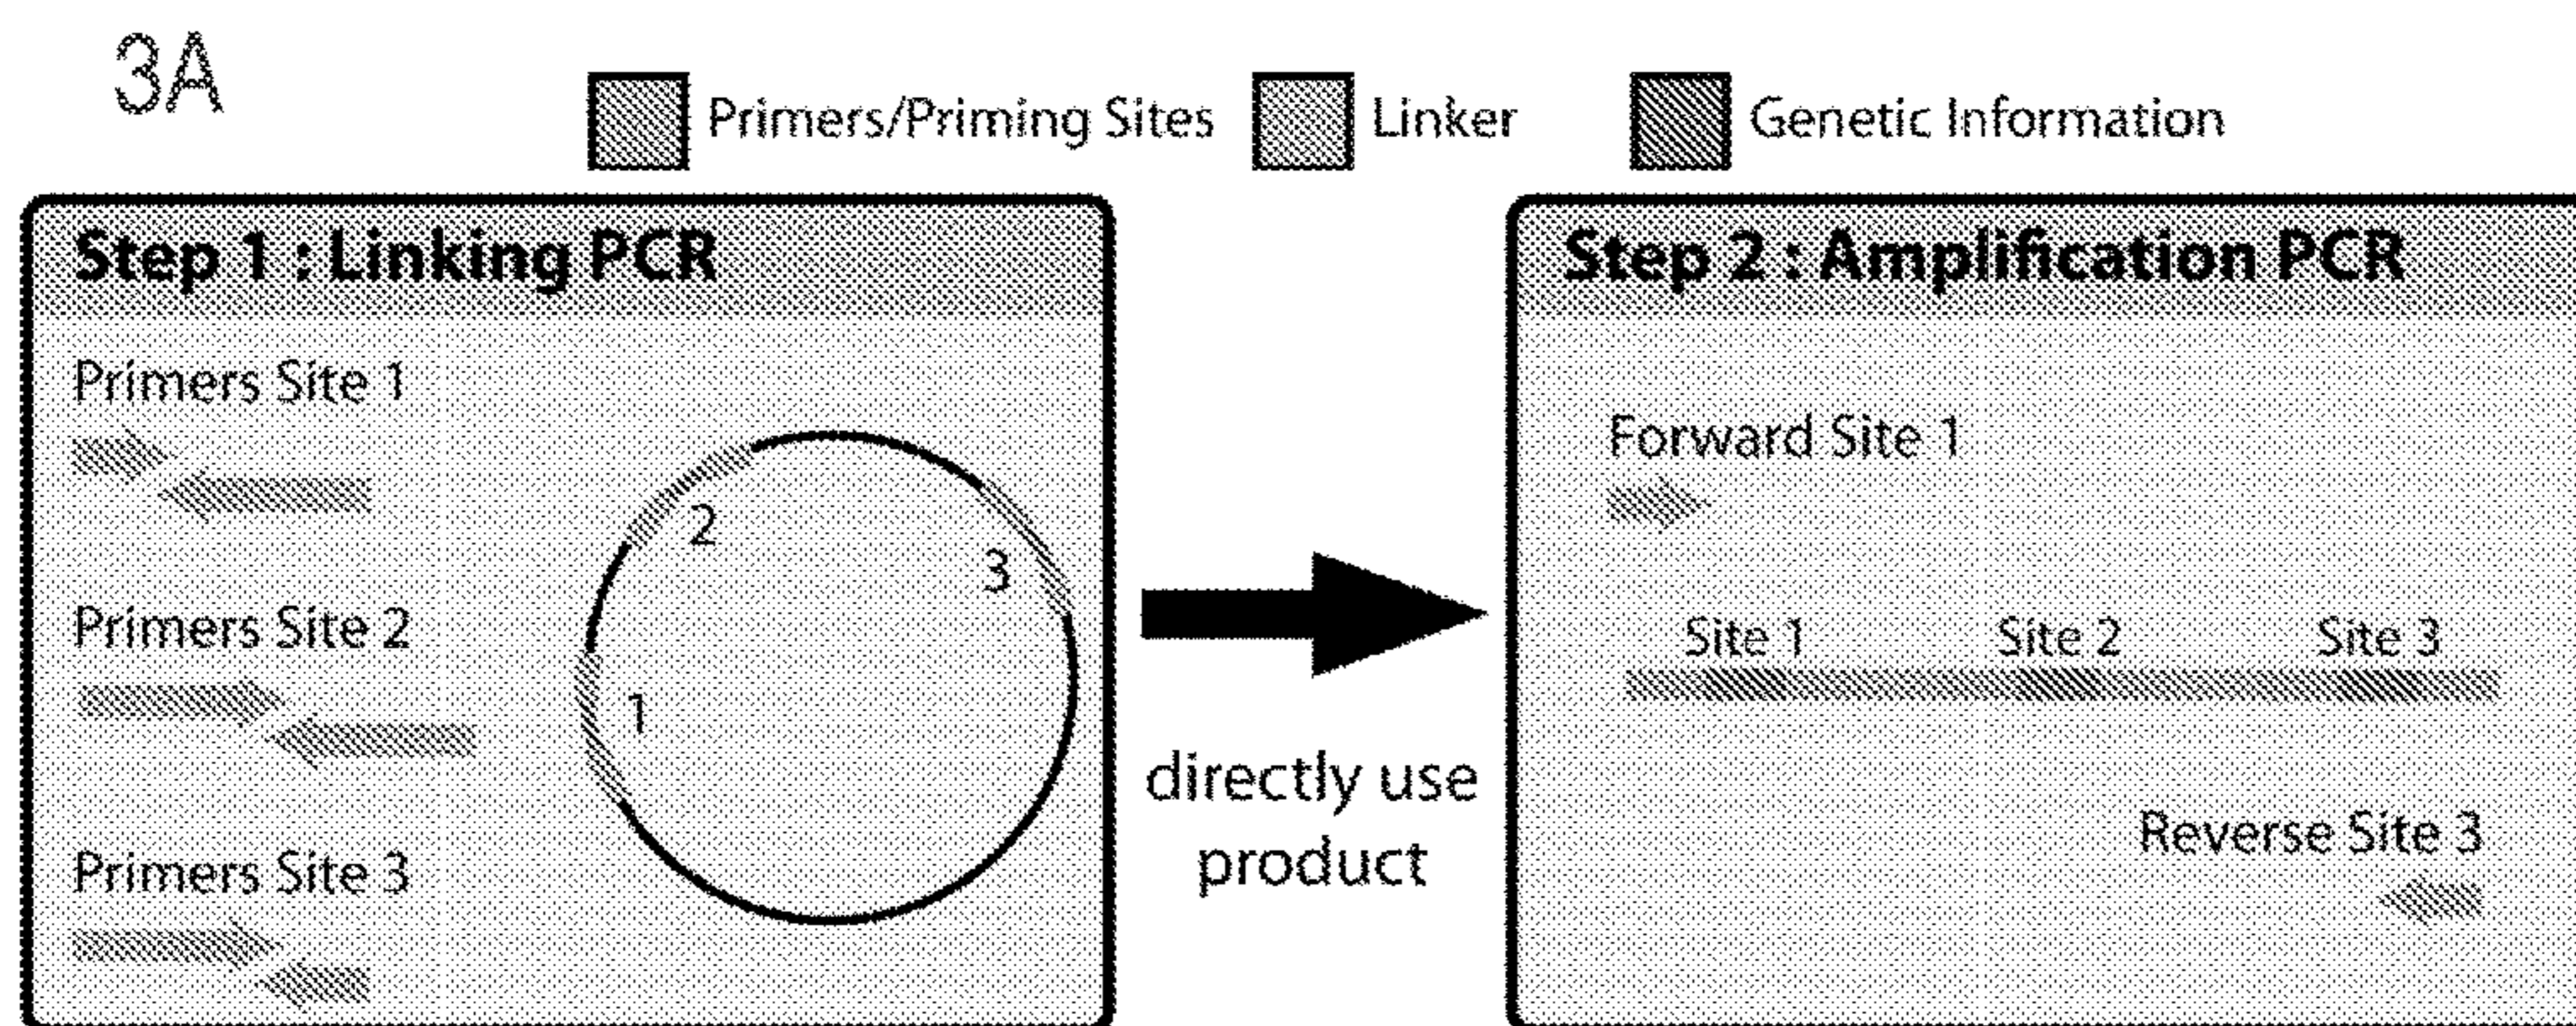 3A
Primers/Priming Sites
Linker
Genetic Information
Step 1 : Linking PCR
Primers Site 1
Primers Site 2
Primers Site 3
2
3
1
directly use
product
Step 2 : Amplification PCR
Forward Site 1
Site 1
Site 2
Site 3
Reverse Site 3